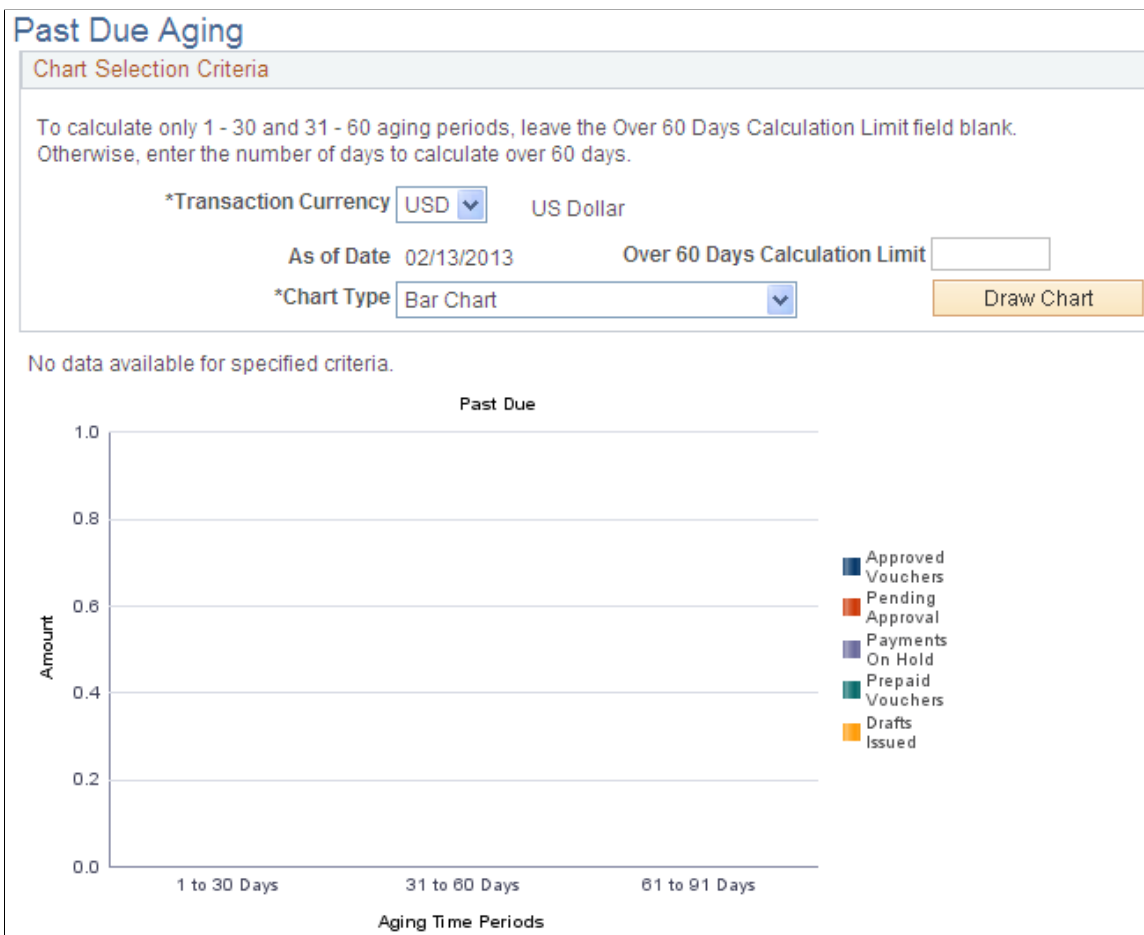 Past Due Aging
Chart Selection Criteria
To calculate only 1 - 30 and 31 - 60 aging periods, leave the Over 60 Days Calculation Limit field blank.
Otherwise, enter the number of days to calculate over 60 days.
*Transaction Currency USD US Dollar
As of Date 02/13/2013 Over 60 Days Calculation Limit
*Chart Type Bar Chart Draw Chart
No data available for specified criteria.
Past Due
1.0
0.8
0.6
0.4
0.2
0.0
Amount
1 to 30 Days 31 to 60 Days 61 to 91 Days
Aging Time Periods
Approved
Vouchers
Pending
Approval
Payments
On Hold
Prepaid
Vouchers
Drafts
Issued